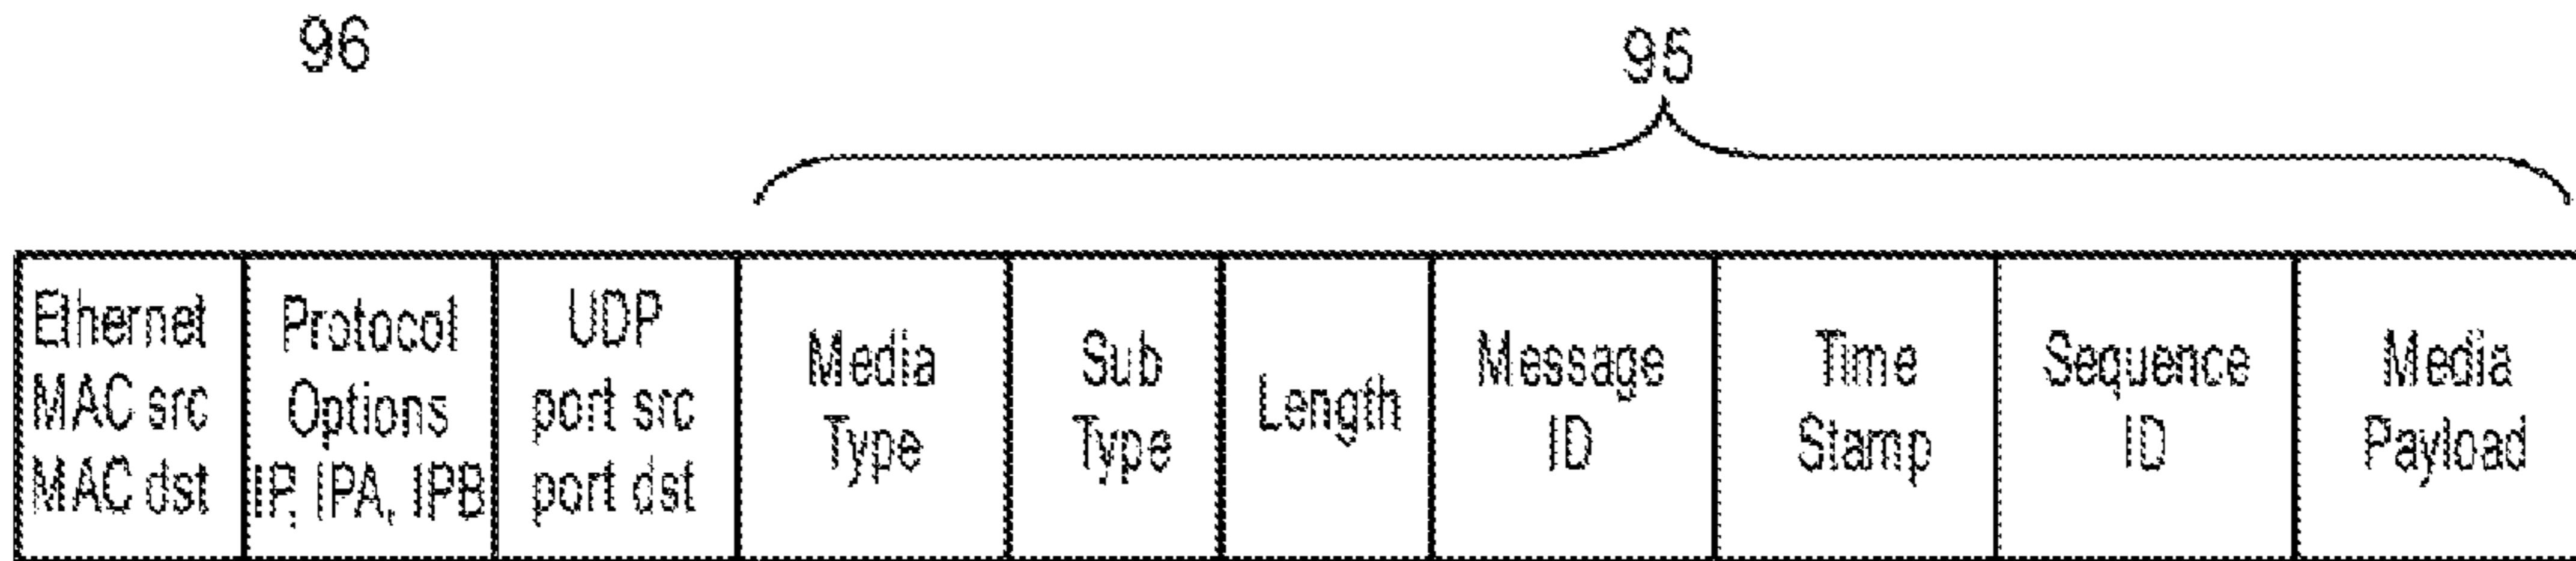 96
95
Ethernet
MAC src
MAC dst
Protocol
Options
IP, IPA, IPB
UDP
port src
port dst
Media
Type
Sub
Type
Length
Message
ID
Time
Stamp
Sequence
ID
Media
Payload